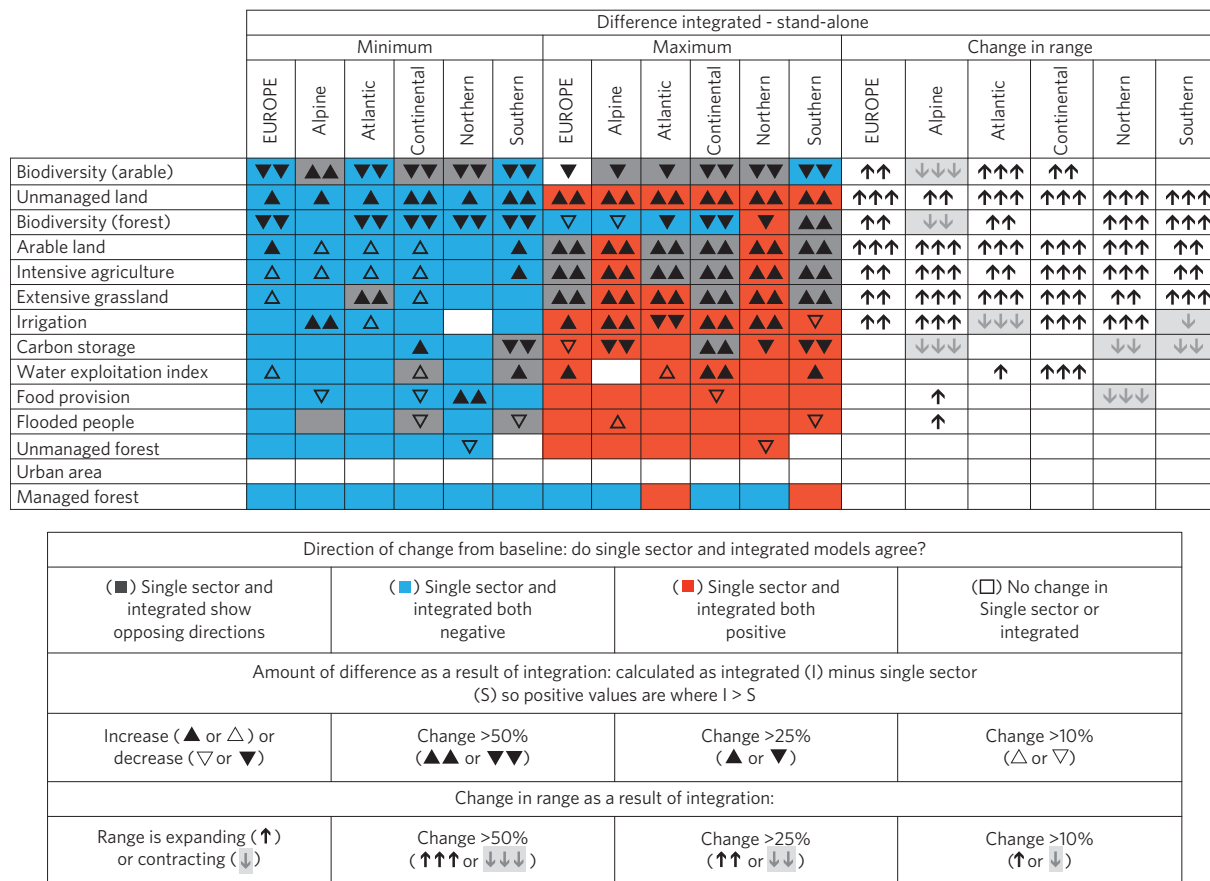 Difference integrated - stand-alone
Minimum Maximum Change in range
EUROPE Alpine Atlantic Continental Northern Southern EUROPE Alpine Atlantic Continental Northern Southern EUROPE Alpine Atlantic Continental Northern Southern
Biodiversity (arable) ▼▼ ▲▲ ▼▼ ▼▼ ▼▼ ▼▼ ▼ ▼ ▼ ▼▼ ▼▼ ▼▼ ↑↑ ↓↓↓ ↑↑↑ ↑↑
Unmanaged land ▲ ▲ ▲ ▲▲ ▲ ▲▲ ▲▲ ▲▲ ▲▲ ▲▲ ▲▲ ▲▲ ↑↑↑ ↑↑ ↑↑↑ ↑↑↑ ↑↑↑ ↑↑↑
Biodiversity (forest) ▼▼ ▼▼ ▼▼ ▼▼ ▼▼ ▽ ▽ ▼ ▼▼ ▼ ▲▲ ↑↑ ↓↓ ↑↑ ↑↑↑ ↑↑↑
Arable land ▲ △ △ △ ▲ ▲▲ ▲▲ ▲▲ ▲▲ ▲▲ ▲▲ ↑↑↑ ↑↑↑ ↑↑↑ ↑↑↑ ↑↑↑ ↑↑
Intensive agriculture △ △ △ △ ▲ ▲▲ ▲▲ ▲▲ ▲▲ ▲▲ ▲▲ ↑↑ ↑↑↑ ↑↑ ↑↑↑ ↑↑↑ ↑↑
Extensive grassland △ ▲▲ △ ▲▲ ▲▲ ▲▲ ▲▲ ▲▲ ▲▲ ↑↑ ↑↑↑ ↑↑↑ ↑↑↑ ↑↑ ↑↑↑
Irrigation ▲▲ △ ▲ ▲▲ ▼▼ ▲▲ ▲▲ ▽ ↑↑ ↑↑↑ ↓↓↓ ↑↑↑ ↑↑↑ ↓
Carbon storage ▲ ▼▼ ▽ ▼▼ ▲▲ ▼ ▼▼ ↓↓↓ ↓↓ ↓↓
Water exploitation index △ △ ▲ ▲ △ ▲▲ ▲ ↑ ↑↑↑
Food provision ▽ ▽ ▲▲ ▽ ↑ ↓↓↓
Flooded people ▽ ▽ △ ▽ ↑
Unmanaged forest ▽ ▽
Urban area
Managed forest
Direction of change from baseline: do single sector and integrated models agree?
(■) Single sector and
integrated show
opposing directions
(■) Single sector and
integrated both
negative
(■) Single sector and
integrated both
positive
(□) No change in
Single sector or
integrated
Amount of difference as a result of integration: calculated as integrated (I) minus single sector
(S) so positive values are where I > S
Increase (▲ or △) or
decrease (▽ or ▼)
Change >50%
(▲▲ or ▼▼)
Change >25%
(▲ or ▼)
Change >10%
(△ or ▽)
Change in range as a result of integration:
Range is expanding (↑)
or contracting (↓)
Change >50%
(↑↑↑ or ↓↓↓)
Change >25%
(↑↑ or ↓↓)
Change >10%
(↑ or ↓)